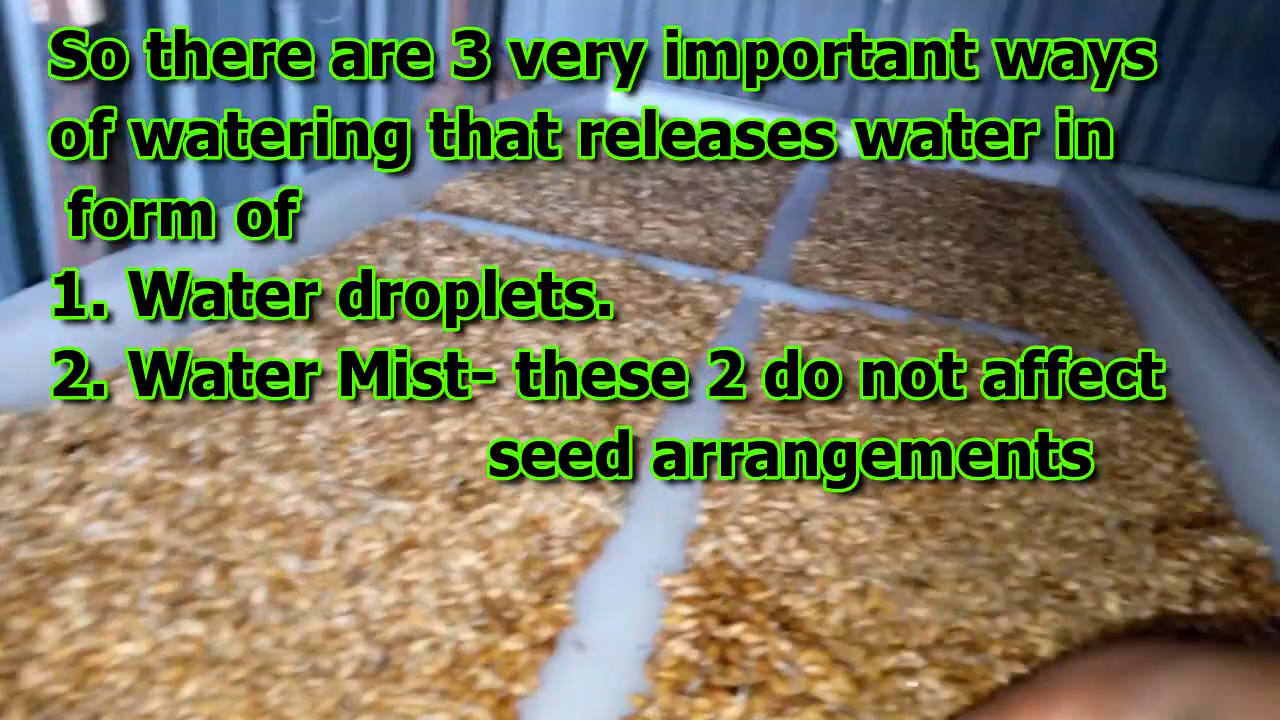 So there are 3 very important ways
of watering that releases water in
form of
1. Water droplets.
2. Water Mist- these 2 do not affect
seed arrangements